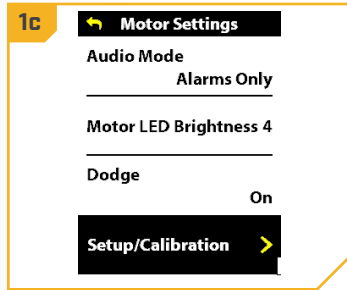 1c
Motor Settings
Audio Mode
Alarms Only
Motor LED Brightness 4
Dodge
On
Setup/Calibration >